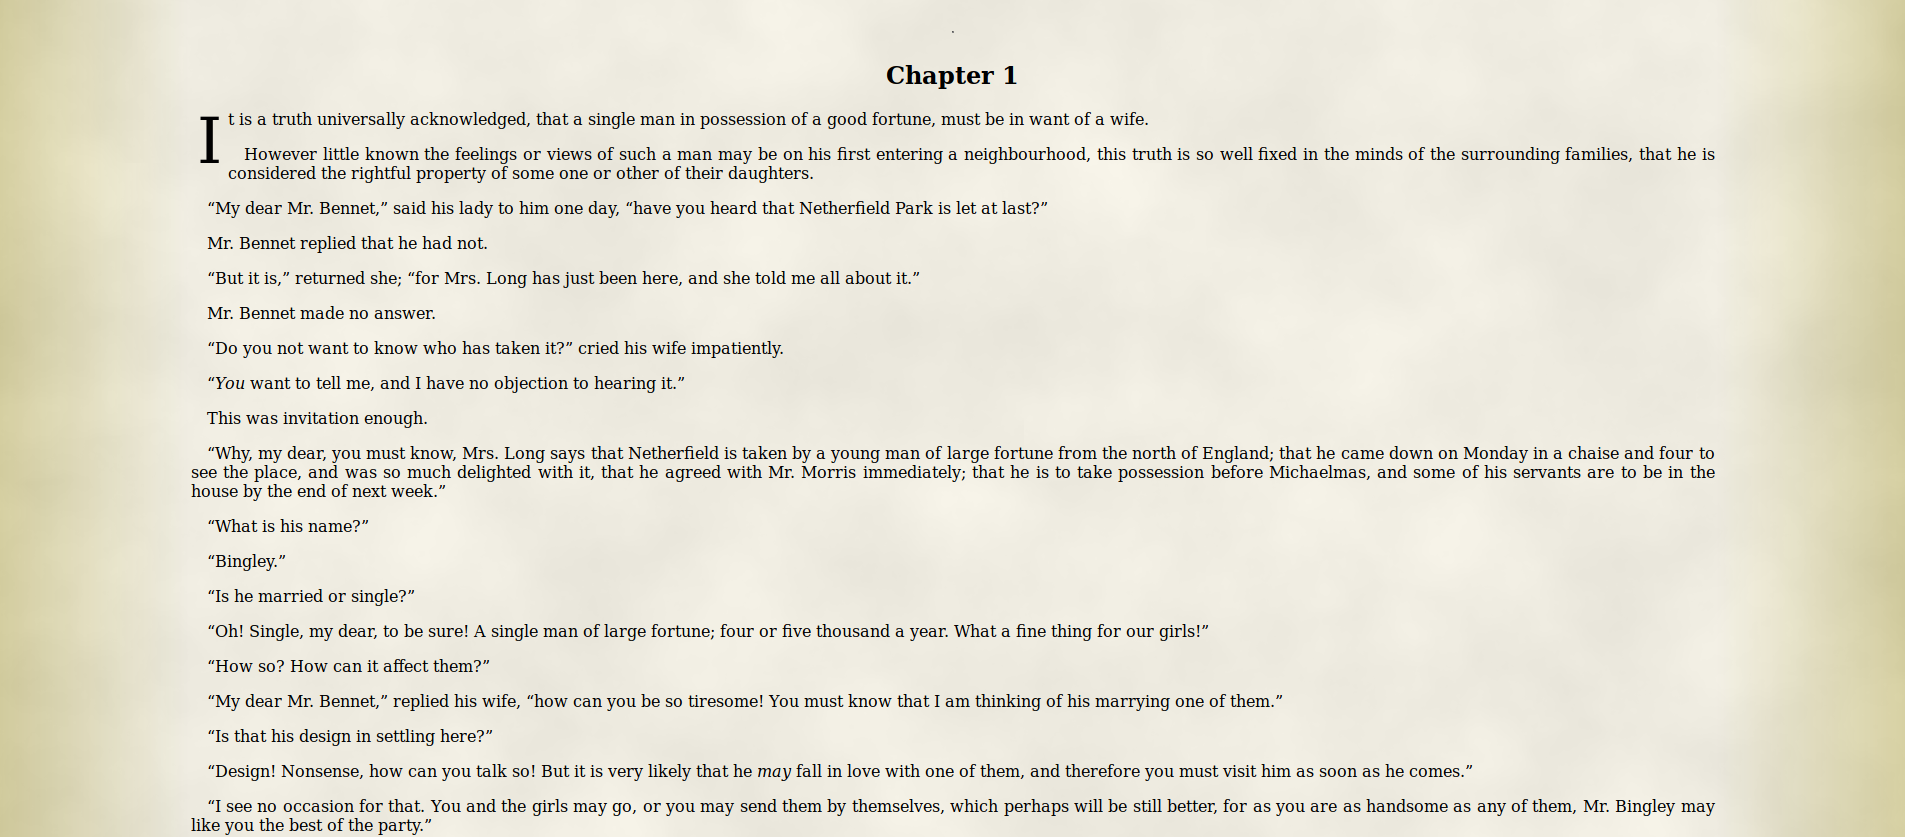 Chapter 1
It is a truth universally acknowledged, that a single man in possession of a good fortune, must be in want of a wife.
However little known the feelings or views of such a man may be on his first entering a neighbourhood, this truth is so well fixed in the minds of the surrounding families, that he is
considered the rightful property of some one or other of their daughters.
“My dear Mr. Bennet,” said his lady to him one day, “have you heard that Netherfield Park is let at last?”
Mr. Bennet replied that he had not.
“But it is,” returned she; “for Mrs. Long has just been here, and she told me all about it.”
Mr. Bennet made no answer.
“Do you not want to know who has taken it?” cried his wife impatiently.
“You want to tell me, and I have no objection to hearing it.”
This was invitation enough.
“Why, my dear, you must know, Mrs. Long says that Netherfield is taken by a young man of large fortune from the north of England; that he came down on Monday in a chaise and four to
see the place, and was so much delighted with it, that he agreed with Mr. Morris immediately; that he is to take possession before Michaelmas, and some of his servants are to be in the
house by the end of next week.”
“What is his name?”
“Bingley.”
“Is he married or single?”
“Oh! Single, my dear, to be sure! A single man of large fortune; four or five thousand a year. What a fine thing for our girls!”
“How so? How can it affect them?”
“My dear Mr. Bennet,” replied his wife, “how can you be so tiresome! You must know that I am thinking of his marrying one of them.”
“Is that his design in settling here?”
“Design! Nonsense, how can you talk so! But it is very likely that he may fall in love with one of them, and therefore you must visit him as soon as he comes.”
“I see no occasion for that. You and the girls may go, or you may send them by themselves, which perhaps will be still better, for as you are as handsome as any of them, Mr. Bingley may
like you the best of the party.”